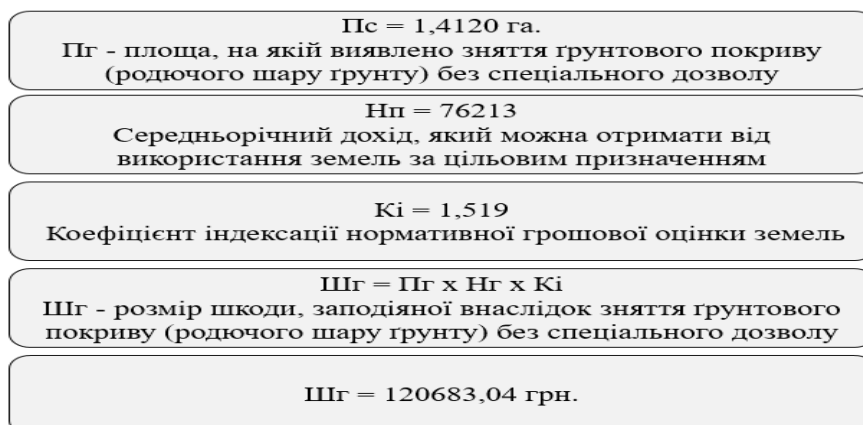 Пс = 1,4120 га.
Пг - площа, на якій виявлено зняття ґрунтового покриву
(родючого шару ґрунту) без спеціального дозволу
Нп = 76213
Середньорічний дохід, який можна отримати від
використання земель за цільовим призначенням
Кі = 1,519
Коефіцієнт індексації нормативної грошової оцінки земель
Шг = Пг х Нг х Кі
Шг - розмір шкоди, заподіяної внаслідок зняття ґрунтового
покриву (родючого шару ґрунту) без спеціального дозволу
Шг = 120683,04 грн.